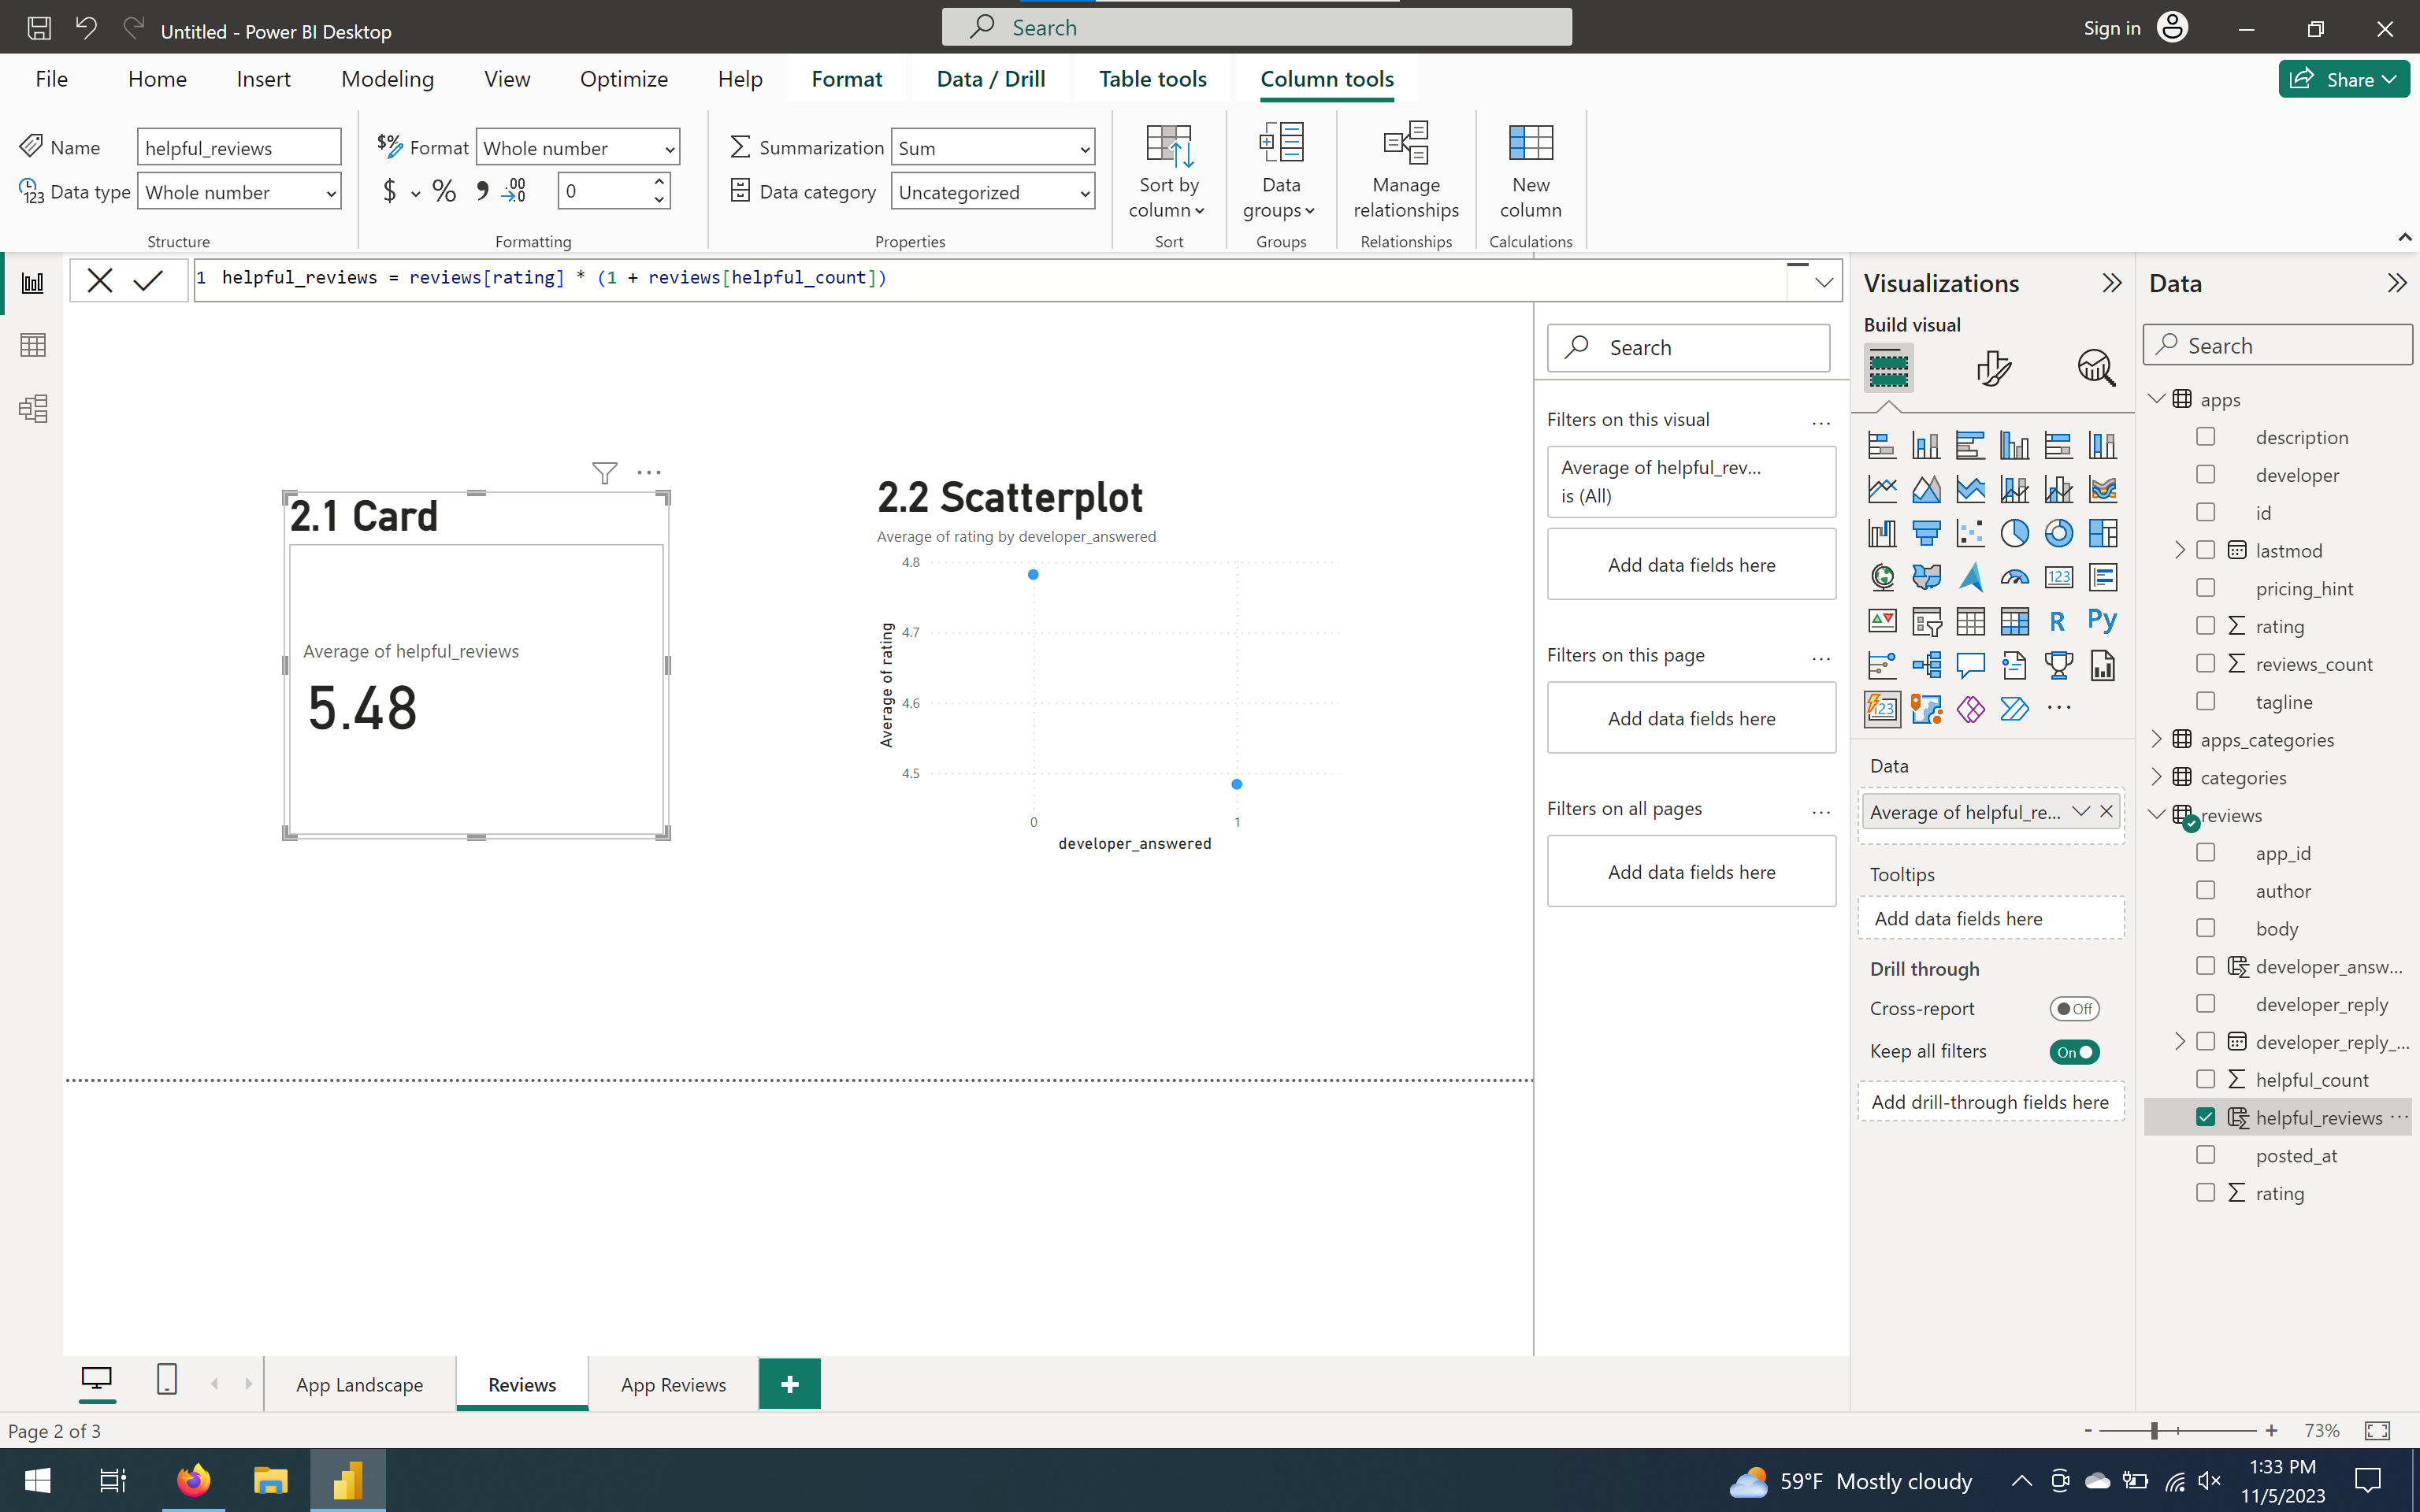 Untitled - Power BI Desktop
Search
Sign in
File Home Insert Modeling View Optimize Help Format Data / Drill Table tools Column tools
Share
Name helpful_reviews
Data type Whole number
Structure
Format Whole number
$ % 9 .00 0
Formatting
Summarization Sum
Data category Uncategorized
Properties
Sort by
column
Sort
Data
groups
Groups
Manage
relationships
Relationships
New
column
Calculations
1 helpful_reviews = reviews[rating] * (1 + reviews[helpful_count])
2.1 Card
Average of helpful_reviews
5.48
2.2 Scatterplot
Average of rating by developer_answered
4.8
4.7
4.6
4.5
Average of rating
0 1
developer_answered
Search
Filters on this visual ...
Average of helpful_rev...
is (All)
Add data fields here
Filters on this page ...
Add data fields here
Filters on all pages ...
Add data fields here
Visualizations
Build visual
123
R Py
123
...
Data
Average of helpful_re...
Tooltips
Add data fields here
Drill through
Cross-report Off
Keep all filters On
Add drill-through fields here
Data
Search
apps
description
developer
id
lastmod
pricing_hint
rating
reviews_count
tagline
apps_categories
categories
reviews
app_id
author
body
developer_answ...
developer_reply
developer_reply_...
helpful_count
helpful_reviews ...
posted_at
rating
App Landscape Reviews App Reviews +
Page 2 of 3
- + 73%
59°F Mostly cloudy
1:33 PM
11/5/2023